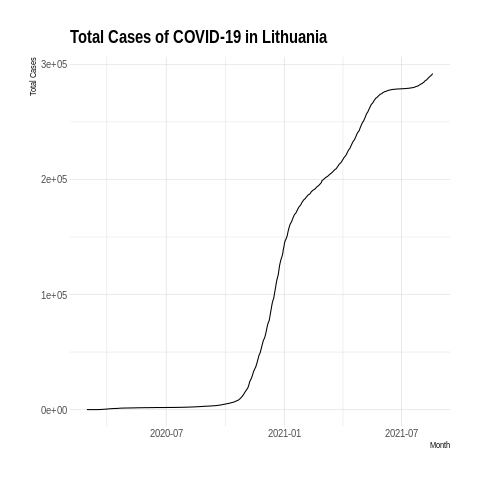 Total Cases of COVID-19 in Lithuania
Total Cases
3e+05
2e+05
1e+05
0e+00
2020-07
2021-01
2021-07
Month